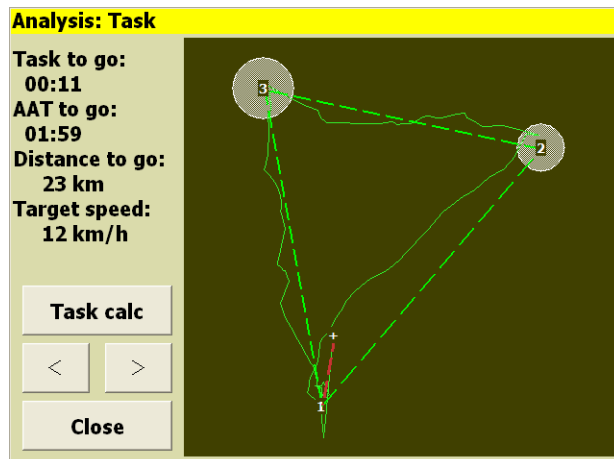 Analysis: Task
Task to go:
00:11
AAT to go:
01:59
Distance to go:
23 km
Target speed:
12 km/h
Task calc
< >
Close
3
2
+
1